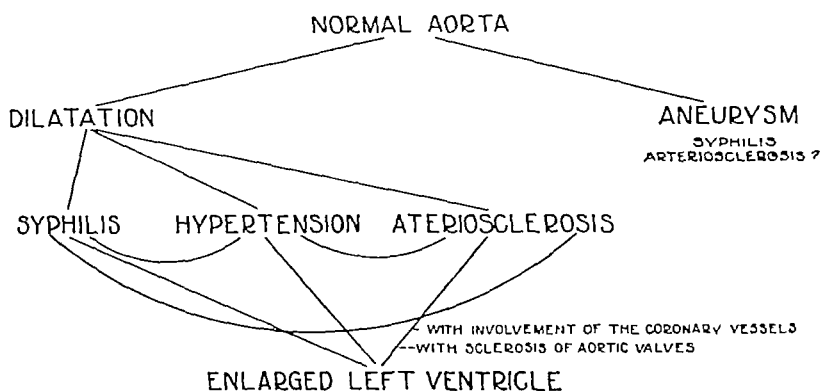 NORMAL AORTA
DILATATION
ANEURYSM
SYPHILIS
ARTERIOSCLEROSIS ?
SYPHILIS
HYPERTENSION
ATERIOSCLEROSIS
WITH INVOLVEMENT OF THE CORONARY VESSELS
WITH SCLEROSIS OF AORTIC VALVES
ENLARGED LEFT VENTRICLE